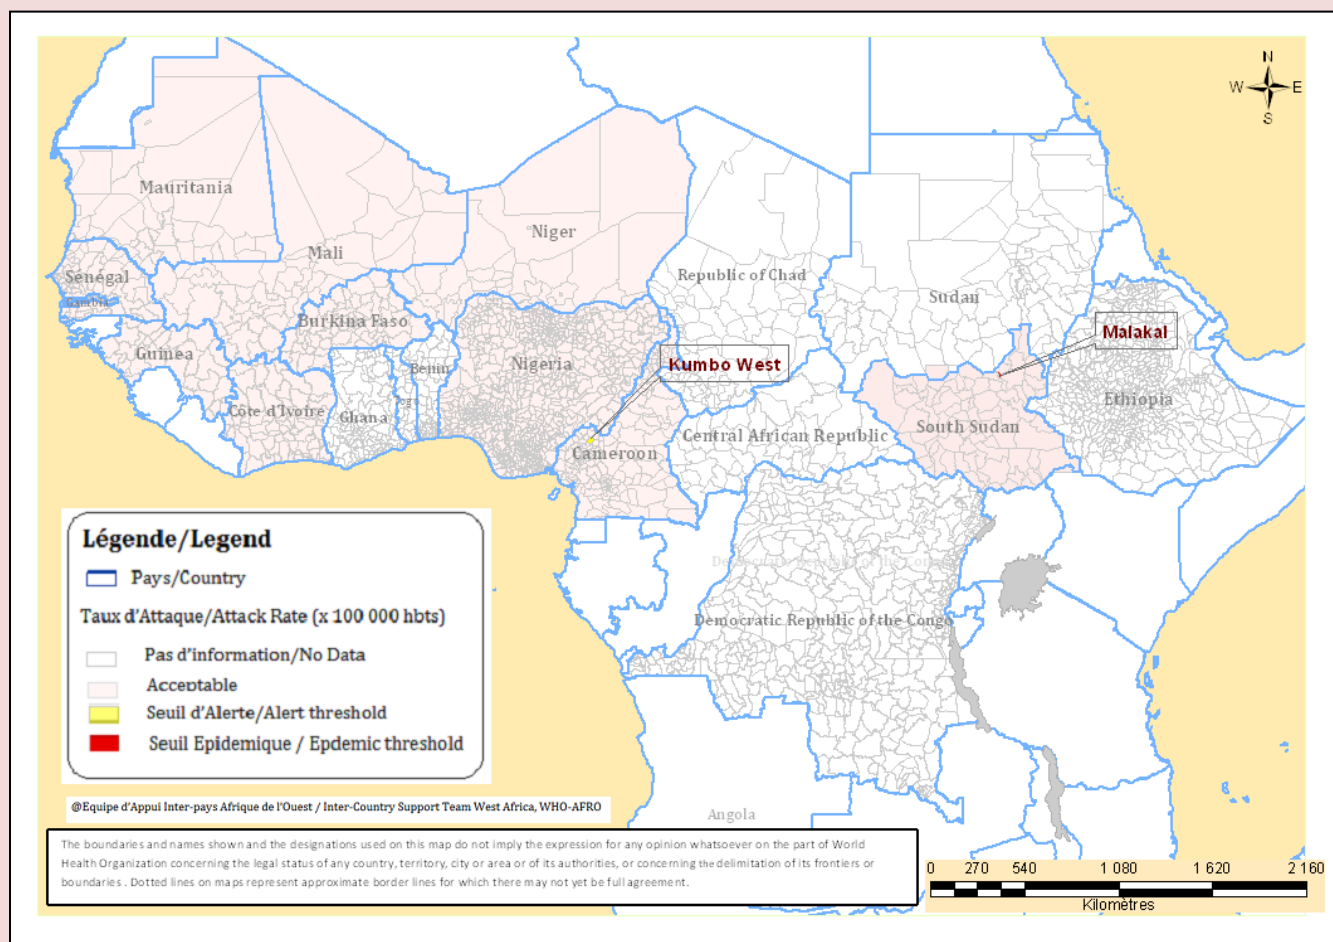 N
W E
S
Mauritania
Mali
Niger
Republic of Chad
Sudan
Sénégal
Gambia
Burkina Faso
Guinea
Nigeria
Benin
Togo
Côte d'Ivoire
Ghana
Kumbo West
Malakal
Cameroon
Central African Republic
South Sudan
Ethiopia
Democratic Republic of the Congo
Democratic Republic of the Congo
Angola
Légende/Legend
Pays/Country
Taux d'Attaque/Attack Rate (x 100 000 hbts)
Pas d'information/No Data
Acceptable
Seuil d'Alerte/Alert threshold
Seuil Epidemique / Epdemic threshold
@Equipe d'Appui Inter-pays Afrique de l'Ouest / Inter-Country Support Team West Africa, WHO-AFRO
The boundaries and names shown and the designations used on this map do not imply the expression for any opinion whatsoever on the part of World
Health Organization concerning the legal status of any country, territory, city or area or of its authorities, or concerning the delimitation of its frontiers or
boundaries . Dotted lines on maps represent approximate border lines for which there may not yet be full agreement.
0 270 540 1 080 1 620 2 160
Kilomètres